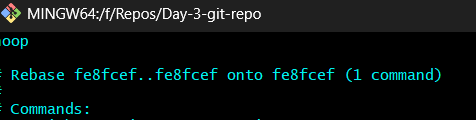 MINGW64:/f/Repos/Day-3-git-repo
noop
# Rebase fe8fcef..fe8fcef onto fe8fcef (1 command)
#
# Commands: